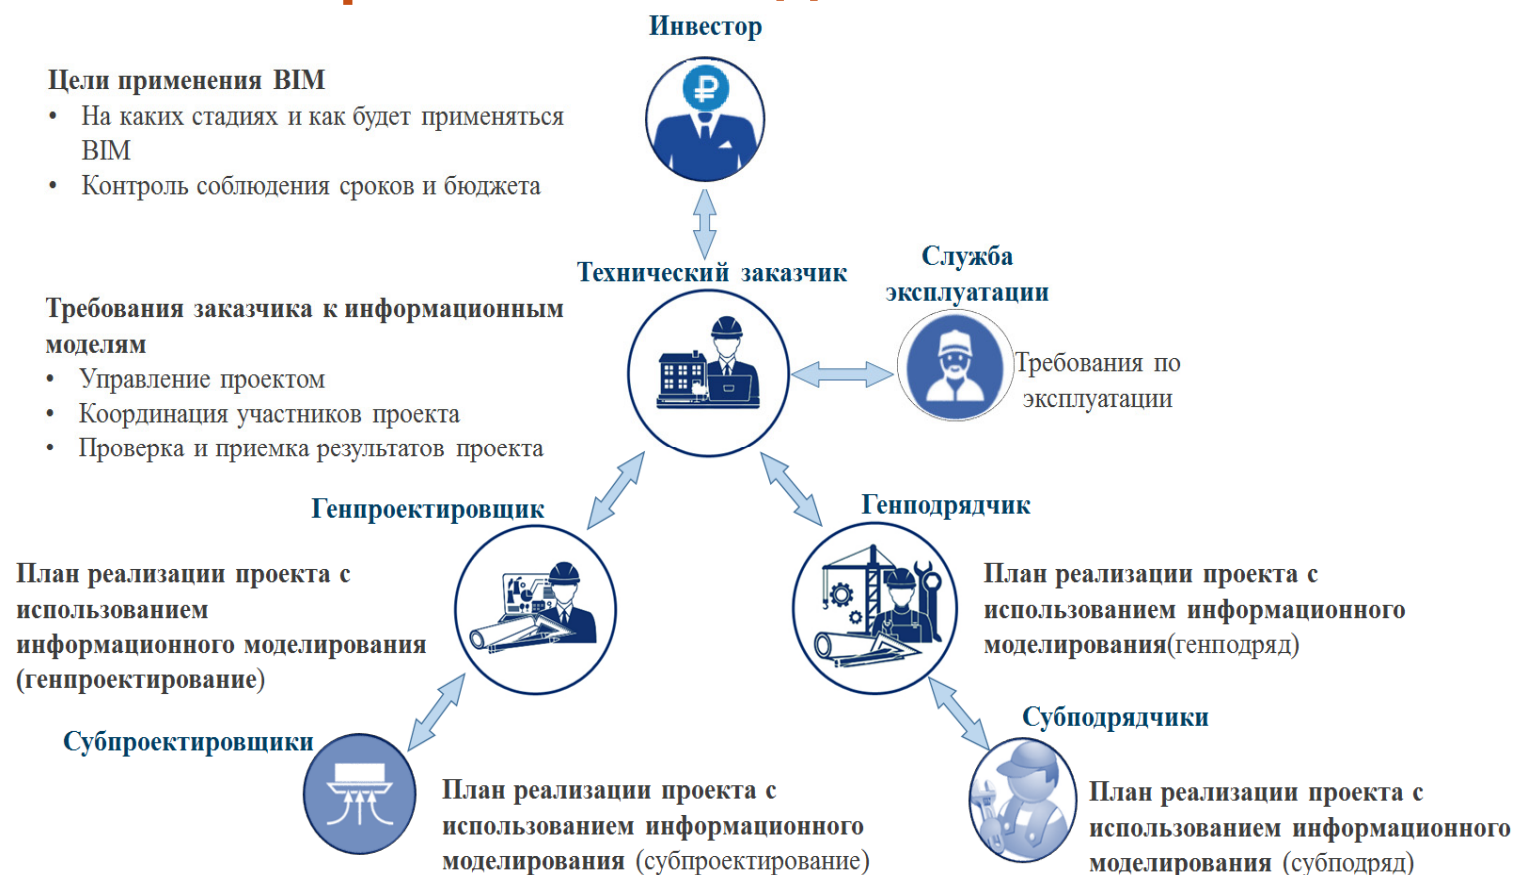 Инвестор
Цели применения BIM
• На каких стадиях и как будет применяться
BIM
• Контроль соблюдения сроков и бюджета
Технический заказчик
Служба
эксплуатации
Требования по
эксплуатации
Требования заказчика к информационным
моделям
• Управление проектом
• Координация участников проекта
• Проверка и приемка результатов проекта
Генпроектировщик
Генподрядчик
План реализации проекта с
использованием
информационного моделирования
(генпроектирование)
План реализации проекта с
использованием информационного
моделирования(генподряд)
Субпроектировщики
Субподрядчики
План реализации проекта с
использованием информационного
моделирования (субпроектирование)
План реализации проекта с
использованием информационного
моделирования (субподряд)